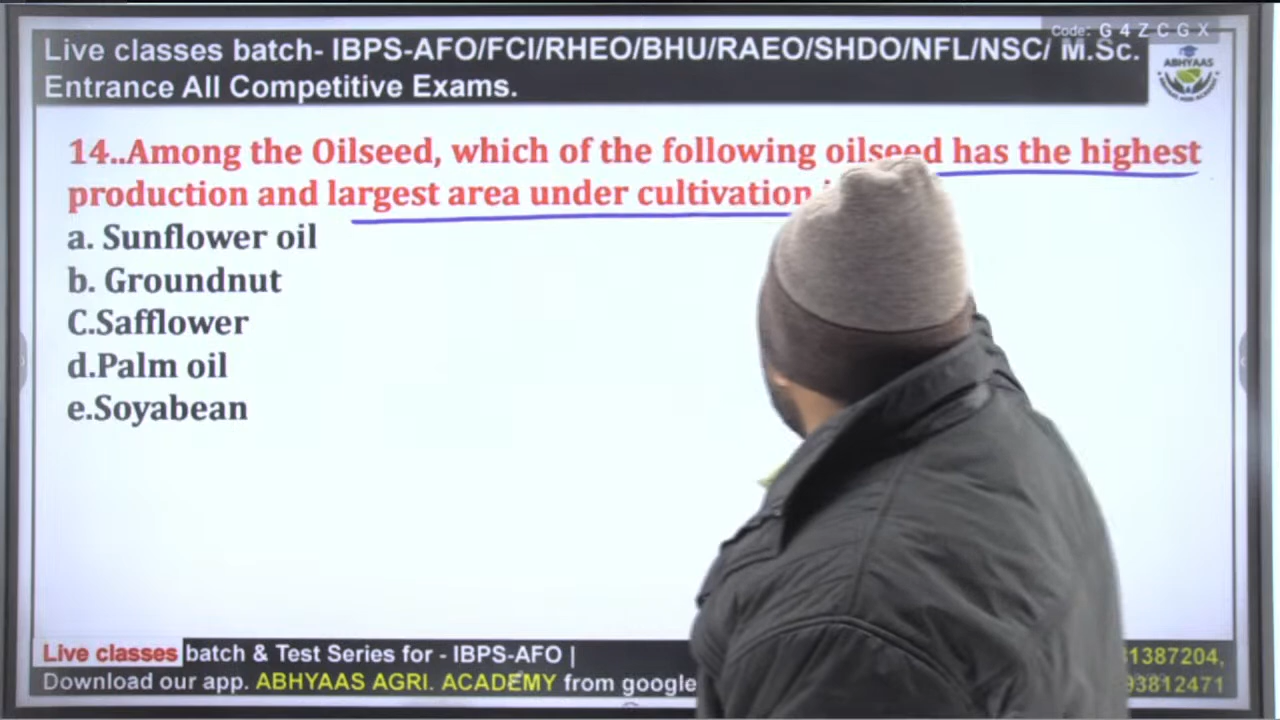 Code: G 4 Z C G X
Live classes batch- IBPS-AFO/FCI/RHEO/BHU/RAEO/SHDO/NFL/NSC/ M.Sc.
Entrance All Competitive Exams.
ABHYAAS
14..Among the Oilseed, which of the following oilseed has the highest
production and largest area under cultivation
a. Sunflower oil
b. Groundnut
C.Safflower
d.Palm oil
e.Soyabean
Live classes batch & Test Series for - IBPS-AFO |
Download our app. ABHYAAS AGRI. ACADEMY from google
1387204,
93812471